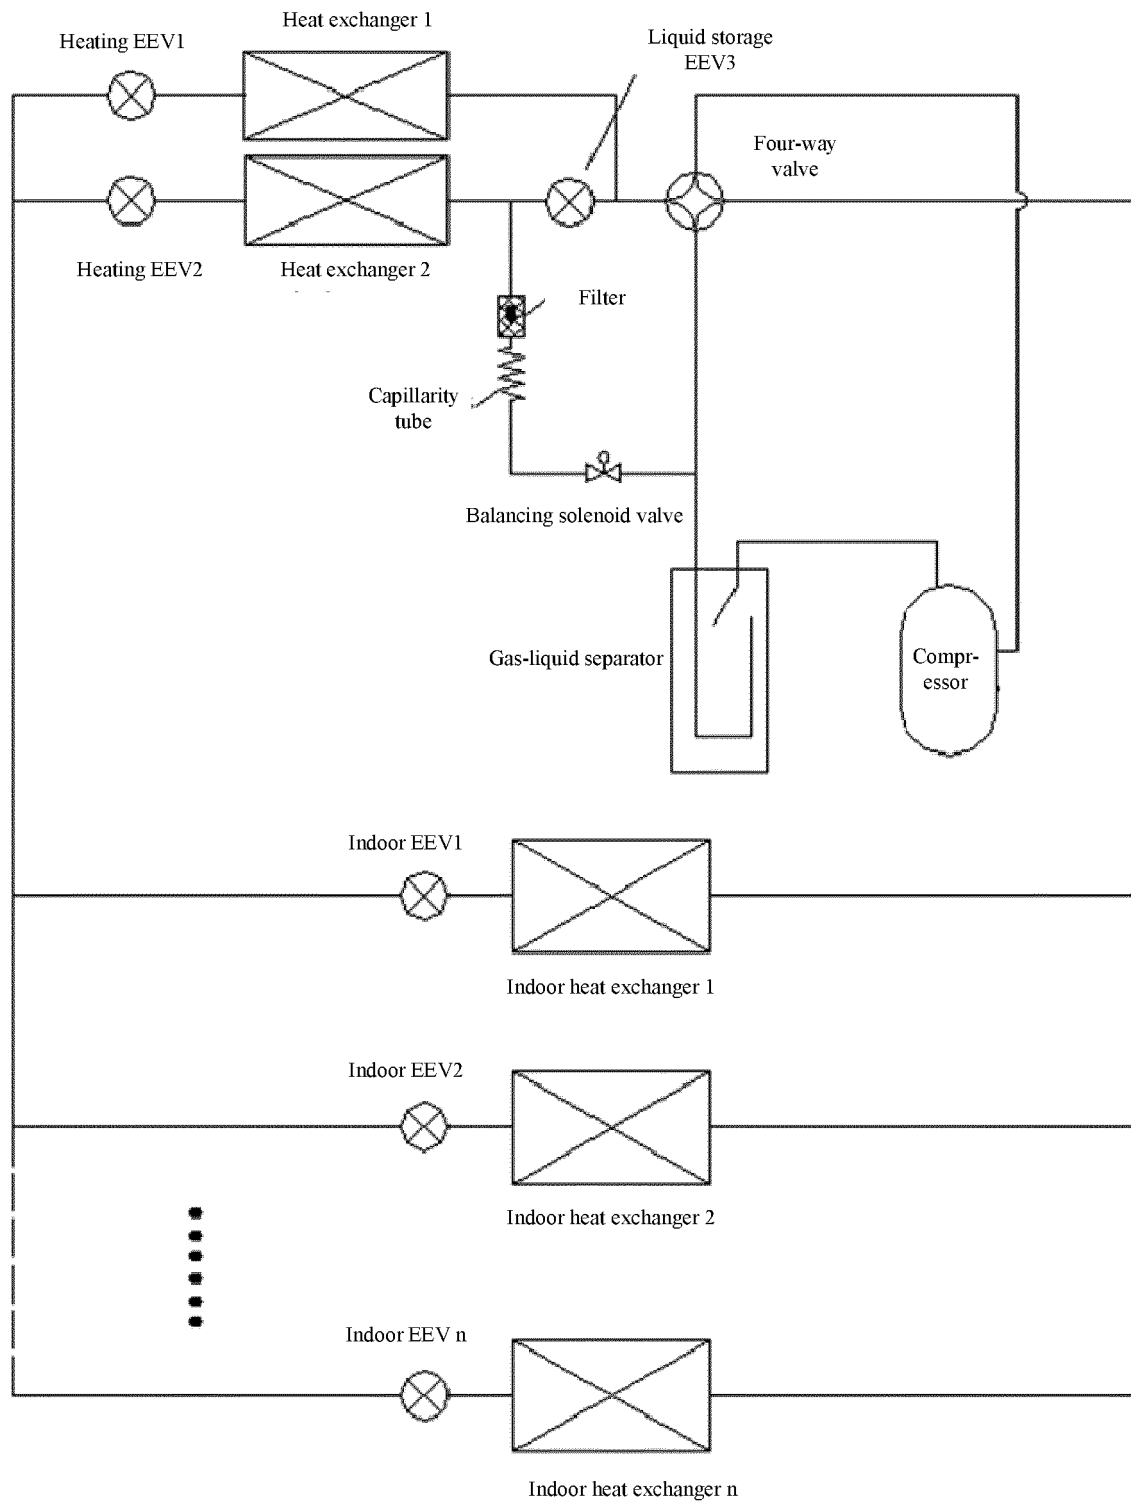 Heat exchanger 1
Heating EEV1
Liquid storage
EEV3
Four-way
valve
Heating EEV2
Heat exchanger 2
Filter
Capillarity
tube
Balancing solenoid valve
Gas-liquid separator
Compr-
essor
Indoor EEV1
Indoor heat exchanger 1
Indoor EEV2
Indoor heat exchanger 2
Indoor EEV n
Indoor heat exchanger n